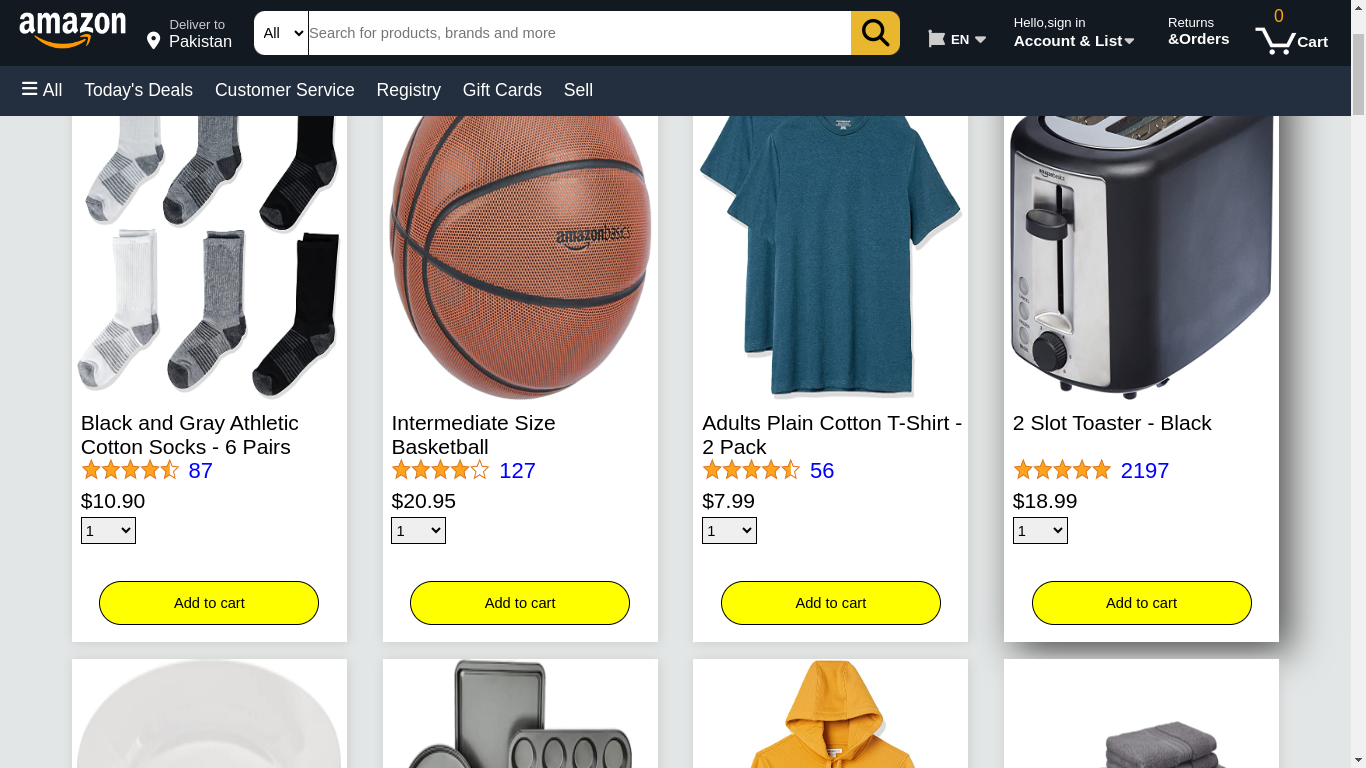 amazon
Deliver to
Pakistan
All
Search for products, brands and more
EN
Hello,sign in
Account & List
Returns
&Orders
0
Cart
All
Today's Deals
Customer Service
Registry
Gift Cards
Sell
amazonbasics
amazonbasics
Black and Gray Athletic
Cotton Socks - 6 Pairs
87
$10.90
1
Add to cart
Intermediate Size
Basketball
127
$20.95
1
Add to cart
Adults Plain Cotton T-Shirt -
2 Pack
56
$7.99
1
Add to cart
2 Slot Toaster - Black
2197
$18.99
1
Add to cart